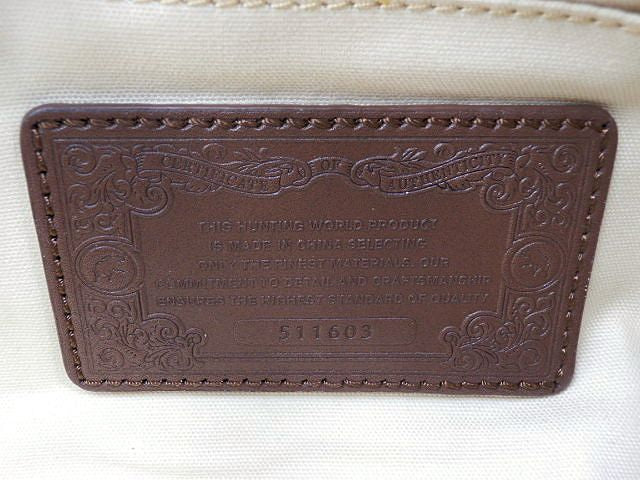 CERTIFICATE OF AUTHENTICITY
THIS HUNTING WORLD PRODUCT
IS MADE IN CHINA SELECTING
ONLY THE FINEST MATERIALS. OUR
COMMITMENT TO DETAIL AND CRAFTSMANSHIP
ENSURES THE HIGHEST STANDARD OF QUALITY
511603